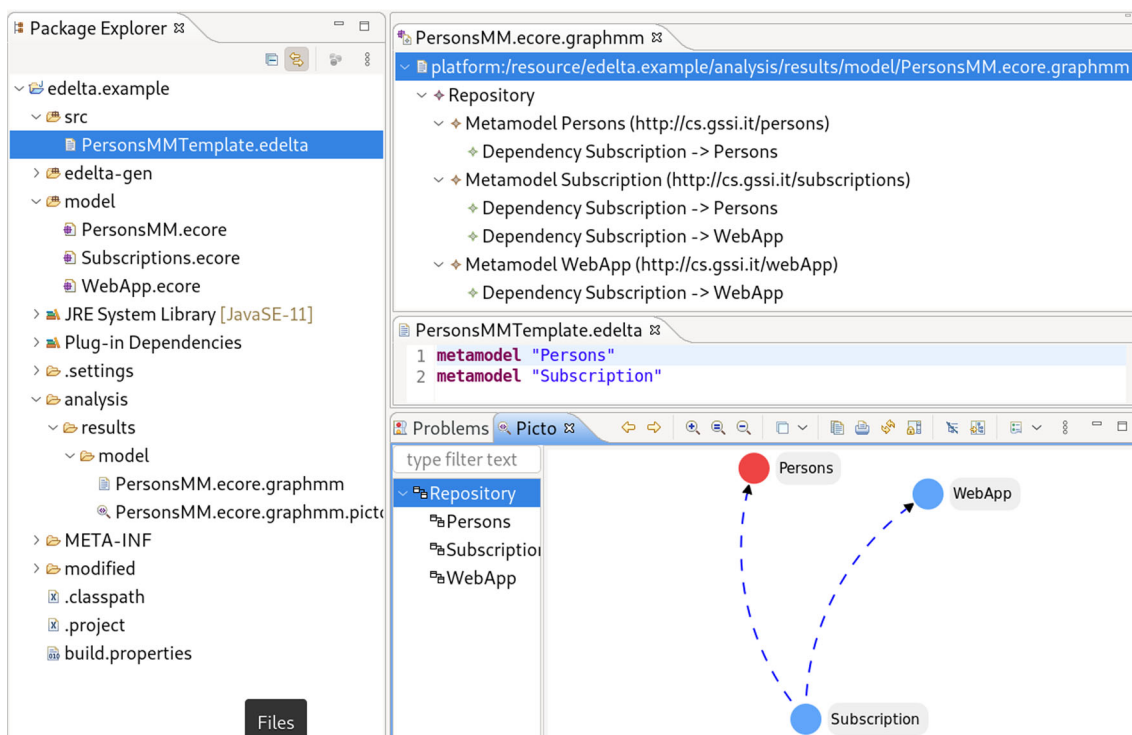 Package Explorer
edelta.example
src
PersonsMMTemplate.edelta
edelta-gen
model
PersonsMM.ecore
Subscriptions.ecore
WebApp.ecore
JRE System Library [JavaSE-11]
Plug-in Dependencies
.settings
analysis
results
model
PersonsMM.ecore.graphmm
PersonsMM.ecore.graphmm.picto
META-INF
modified
.classpath
.project
build.properties
Files
PersonsMM.ecore.graphmm
platform:/resource/edelta.example/analysis/results/model/PersonsMM.ecore.graphmm
Repository
Metamodel Persons (http://cs.gssi.it/persons)
Dependency Subscription -> Persons
Metamodel Subscription (http://cs.gssi.it/subscriptions)
Dependency Subscription -> Persons
Dependency Subscription -> WebApp
Metamodel WebApp (http://cs.gssi.it/webApp)
Dependency Subscription -> WebApp
PersonsMMTemplate.edelta
1 metamodel "Persons"
2 metamodel "Subscription"
Problems Picto
type filter text
Repository
Persons
Subscription
WebApp
Persons
WebApp
Subscription